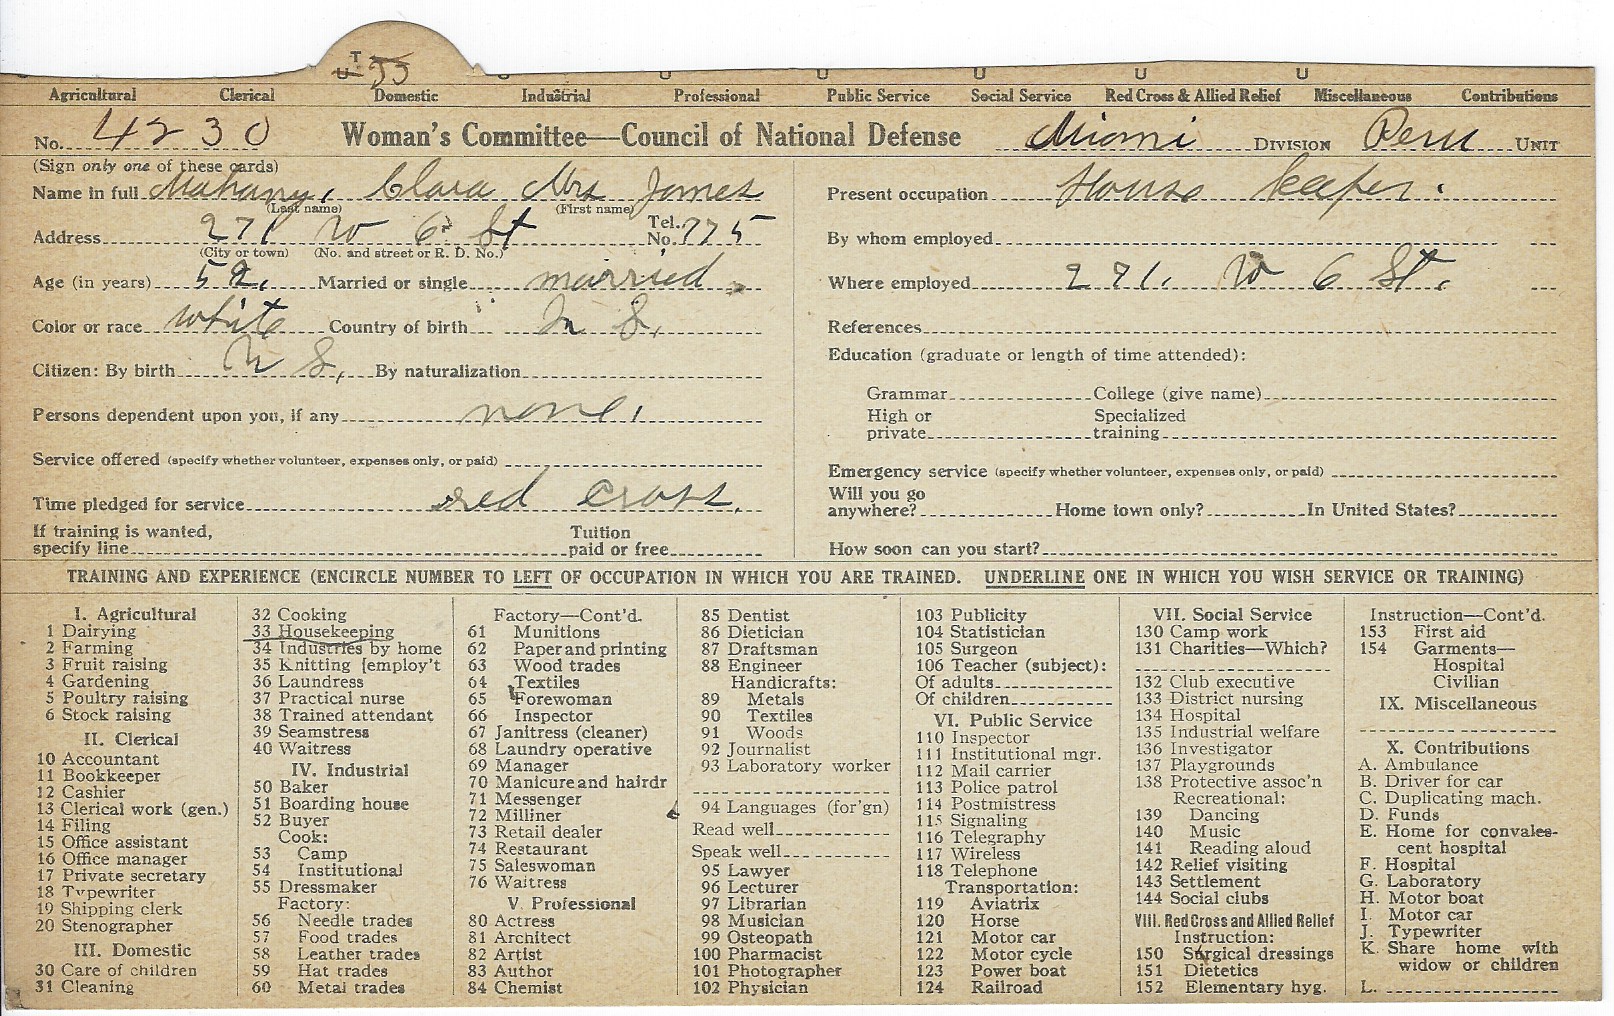 T
U 33 U U U U U
Agricultural Clerical Domestic Industrial Professional Public Service Social Service Red Cross & Allied Relief Miscellaneous Contributions
No. 4230 Woman's Committee—Council of National Defense Miami DIVISION Peru UNIT
(Sign only one of these cards)
Name in full Mahany, Clara Mrs James
(Last name) (First name)
Address 271 W 6 St Tel. No. 775
(City or town) (No. and street or R. D. No.)
Age (in years) 52, Married or single married
Color or race white Country of birth S.
Citizen: By birth U S, By naturalization
Persons dependent upon you, if any none,
Service offered (specify whether volunteer, expenses only, or paid)
Time pledged for service red cross.
If training is wanted, specify line Tuition paid or free
Present occupation House keeper.
By whom employed
Where employed 271. W 6 St.
References
Education (graduate or length of time attended):
Grammar College (give name)
High or private Specialized training
Emergency service (specify whether volunteer, expenses only, or paid)
Will you go anywhere? Home town only? In United States?
How soon can you start?
TRAINING AND EXPERIENCE (ENCIRCLE NUMBER TO LEFT OF OCCUPATION IN WHICH YOU ARE TRAINED. UNDERLINE ONE IN WHICH YOU WISH SERVICE OR TRAINING)
I. Agricultural
1 Dairying
2 Farming
3 Fruit raising
4 Gardening
5 Poultry raising
6 Stock raising
II. Clerical
10 Accountant
11 Bookkeeper
12 Cashier
13 Clerical work (gen.)
14 Filing
15 Office assistant
16 Office manager
17 Private secretary
18 Typewriter
19 Shipping clerk
20 Stenographer
III. Domestic
30 Care of children
31 Cleaning
32 Cooking
33 Housekeeping
34 Industries by home
35 Knitting [employ't
36 Laundress
37 Practical nurse
38 Trained attendant
39 Seamstress
40 Waitress
IV. Industrial
50 Baker
51 Boarding house
52 Buyer
Cook:
53 Camp
54 Institutional
55 Dressmaker
Factory:
56 Needle trades
57 Food trades
58 Leather trades
59 Hat trades
60 Metal trades
Factory—Cont'd.
61 Munitions
62 Paper and printing
63 Wood trades
64 Textiles
65 Forewoman
66 Inspector
67 Janitress (cleaner)
68 Laundry operative
69 Manager
70 Manicure and hairdr
71 Messenger
72 Milliner
73 Retail dealer
74 Restaurant
75 Saleswoman
76 Waitress
V. Professional
80 Actress
81 Architect
82 Artist
83 Author
84 Chemist
85 Dentist
86 Dietician
87 Draftsman
88 Engineer
Handicrafts:
89 Metals
90 Textiles
91 Woods
92 Journalist
93 Laboratory worker
94 Languages (for'gn)
Read well
Speak well
95 Lawyer
96 Lecturer
97 Librarian
98 Musician
99 Osteopath
100 Pharmacist
101 Photographer
102 Physician
103 Publicity
104 Statistician
105 Surgeon
106 Teacher (subject):
Of adults
Of children
VI. Public Service
110 Inspector
111 Institutional mgr.
112 Mail carrier
113 Police patrol
114 Postmistress
115 Signaling
116 Telegraphy
117 Wireless
118 Telephone
Transportation:
119 Aviatrix
120 Horse
121 Motor car
122 Motor cycle
123 Power boat
124 Railroad
VII. Social Service
130 Camp work
131 Charities—Which?
132 Club executive
133 District nursing
134 Hospital
135 Industrial welfare
136 Investigator
137 Playgrounds
138 Protective assoc'n
Recreational:
139 Dancing
140 Music
141 Reading aloud
142 Relief visiting
143 Settlement
144 Social clubs
VIII. Red Cross and Allied Relief
Instruction:
150 Surgical dressings
151 Dietetics
152 Elementary hyg.
Instruction—Cont'd.
153 First aid
154 Garments—
Hospital
Civilian
IX. Miscellaneous
X. Contributions
A. Ambulance
B. Driver for car
C. Duplicating mach.
D. Funds
E. Home for convales-
cent hospital
F. Hospital
G. Laboratory
H. Motor boat
I. Motor car
J. Typewriter
K. Share home with
widow or children
L.